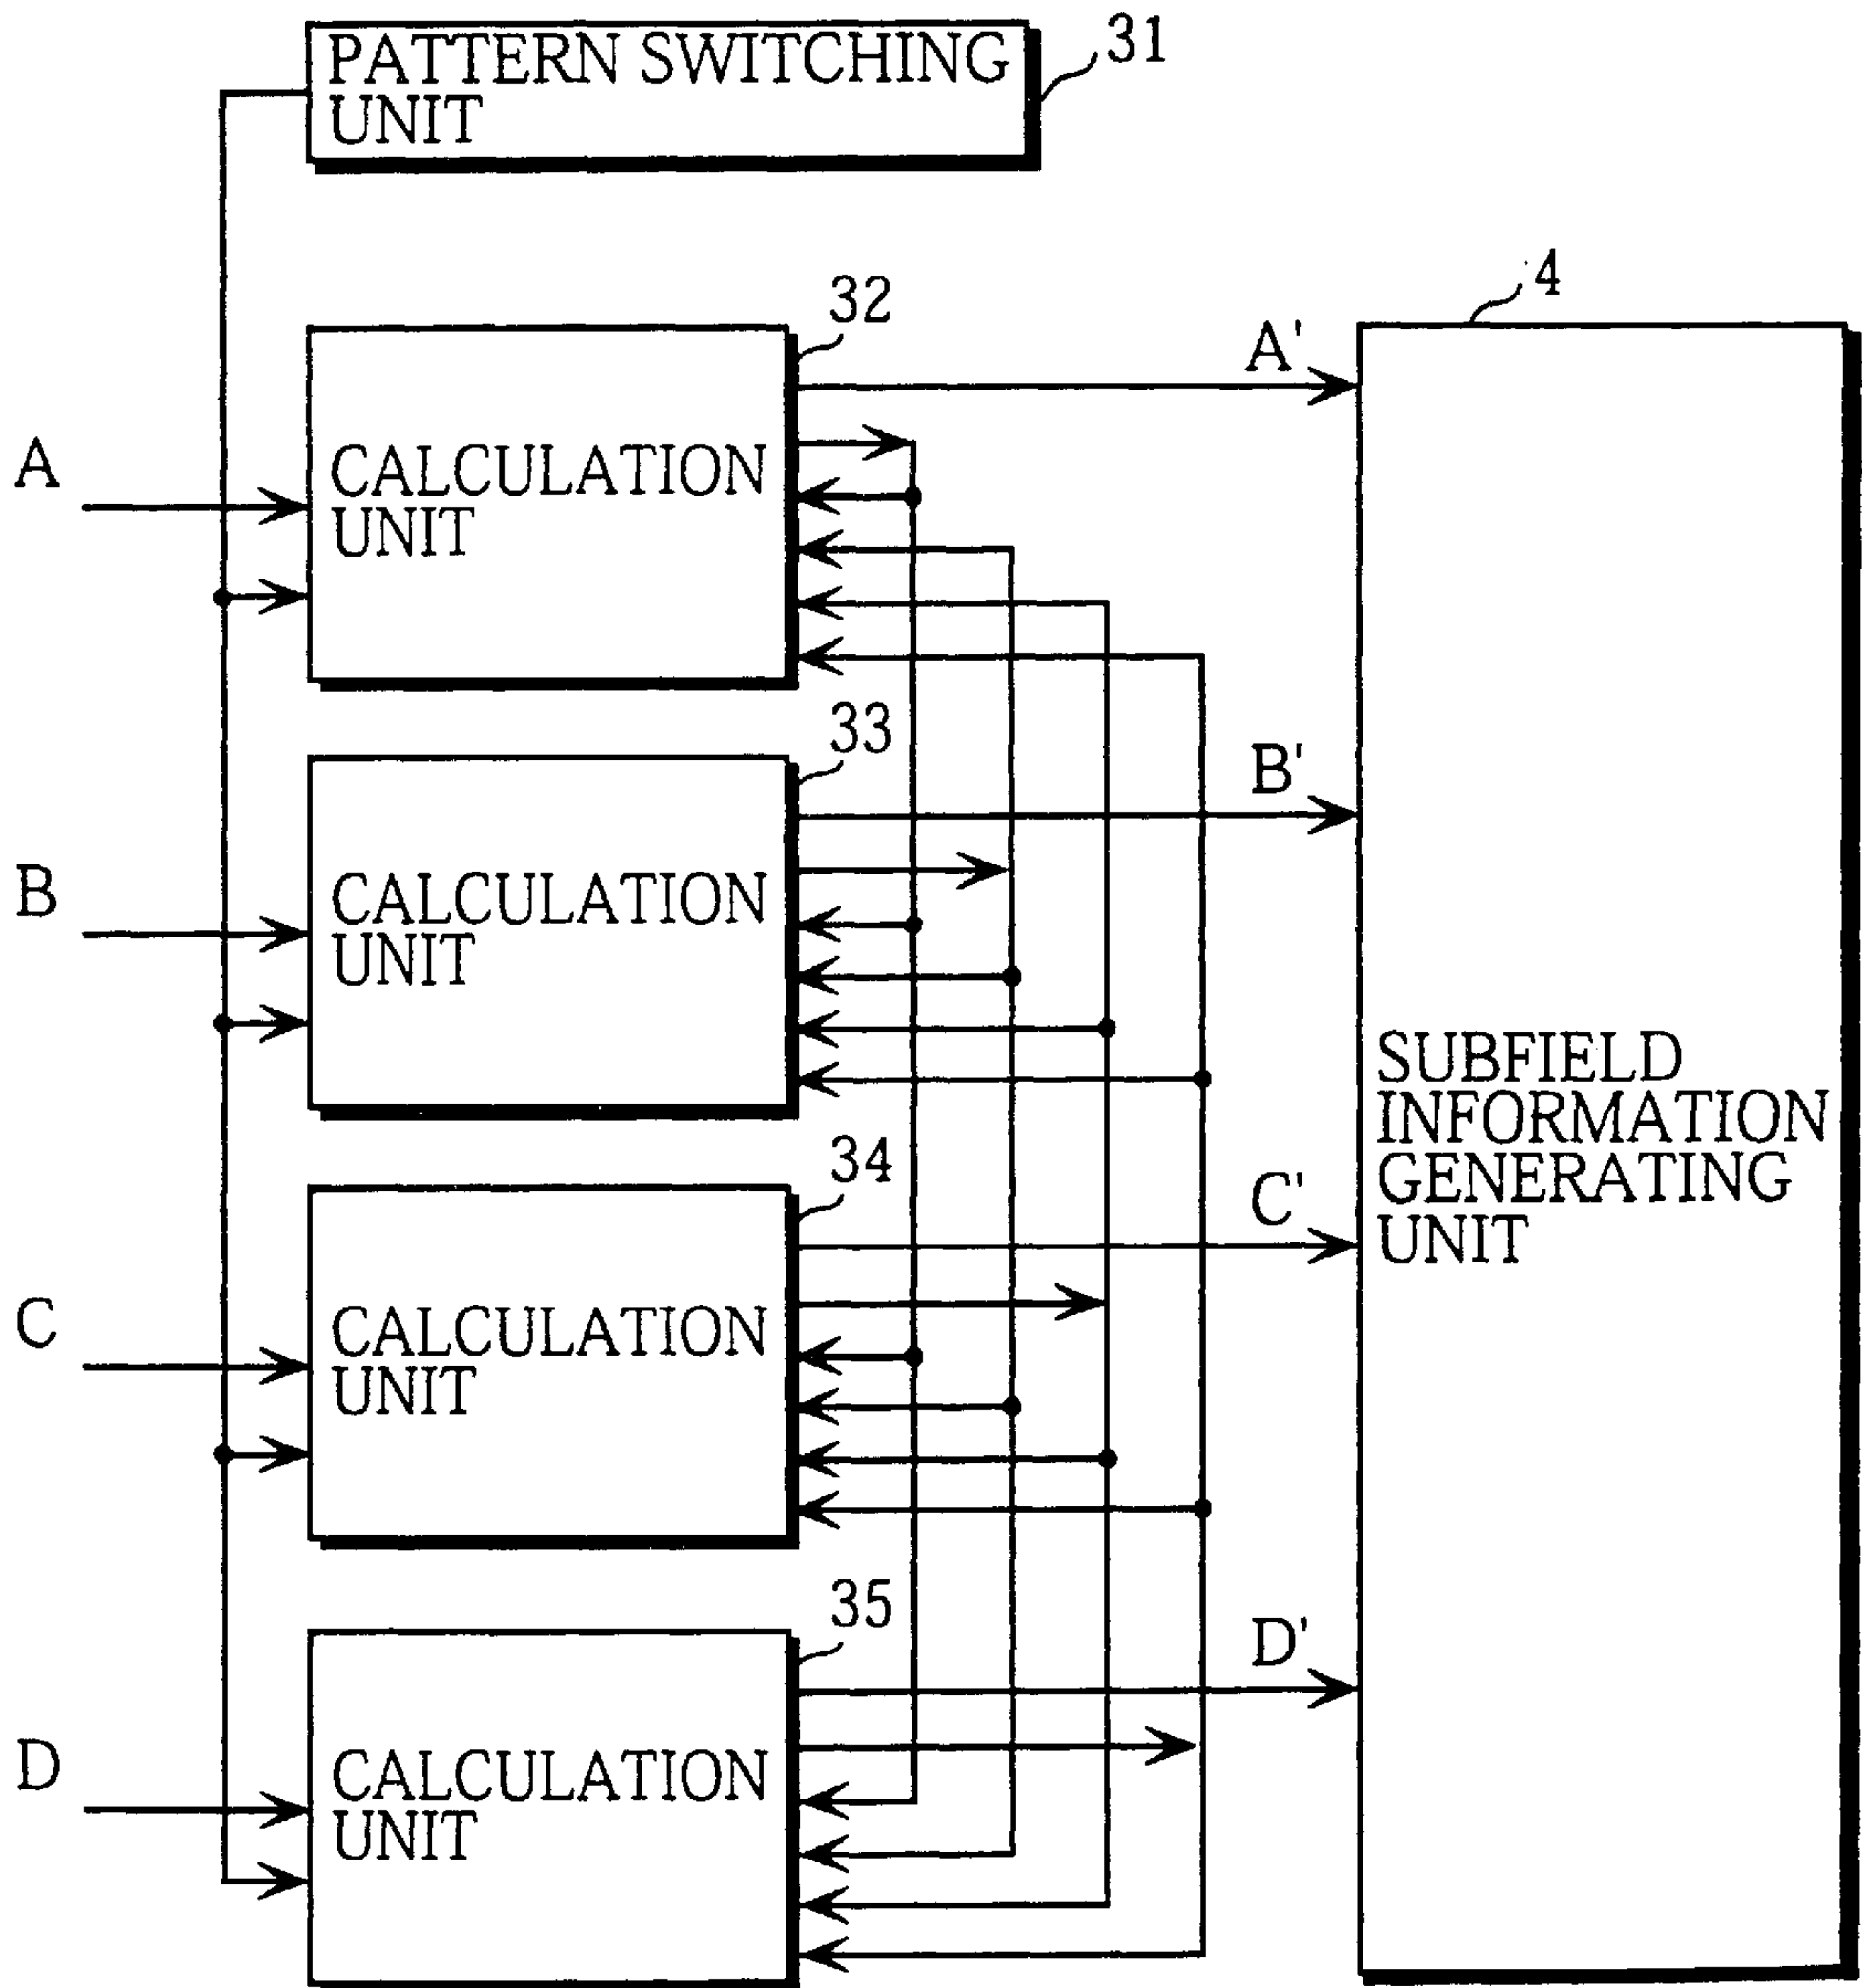 PATTERN SWITCHING
UNIT
31
32
4
A'
A
CALCULATION
UNIT
33
B'
B
CALCULATION
UNIT
34
SUBFIELD
INFORMATION
GENERATING
UNIT
C'
C
CALCULATION
UNIT
35
D'
D
CALCULATION
UNIT